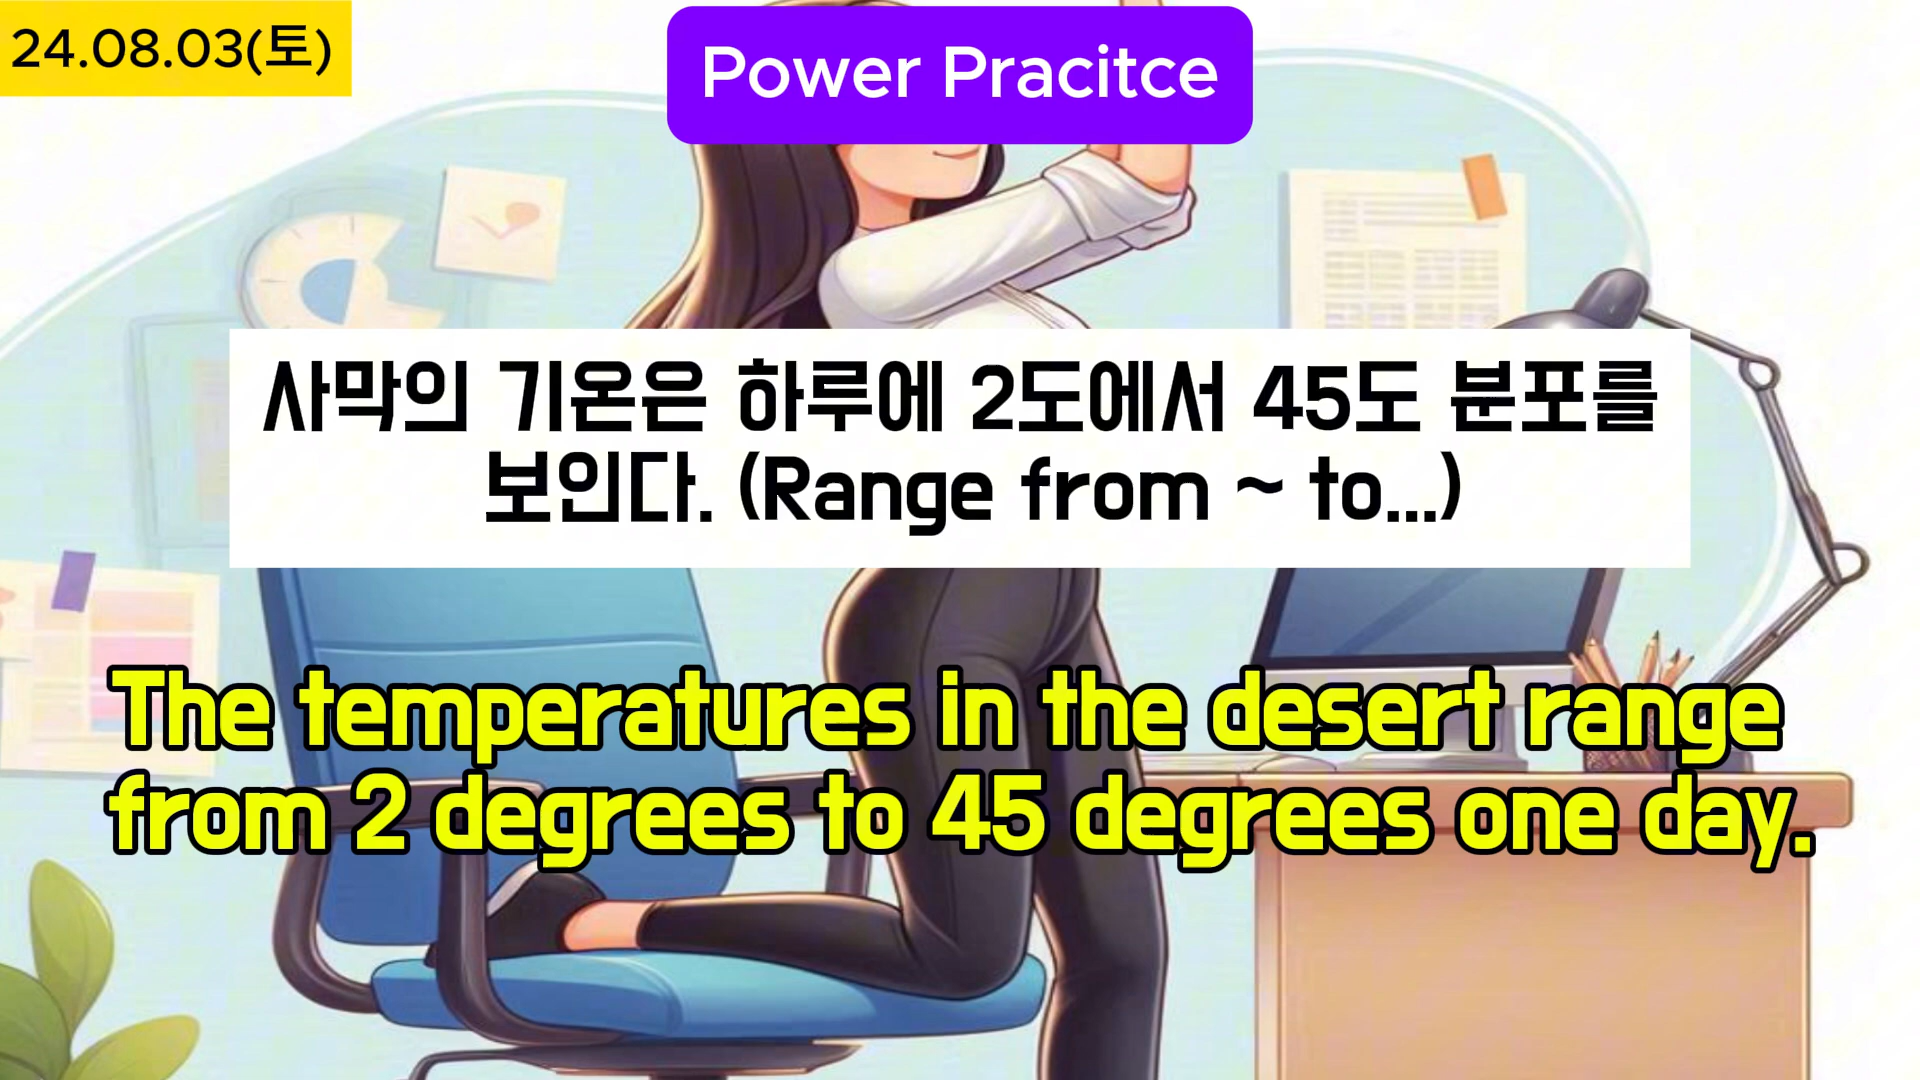 24.08.03(토)
Power Pracitce
사막의 기온은 하루에 2도에서 45도 분포를
보인다. (Range from ~ to...)
The temperatures in the desert range
from 2 degrees to 45 degrees one day.